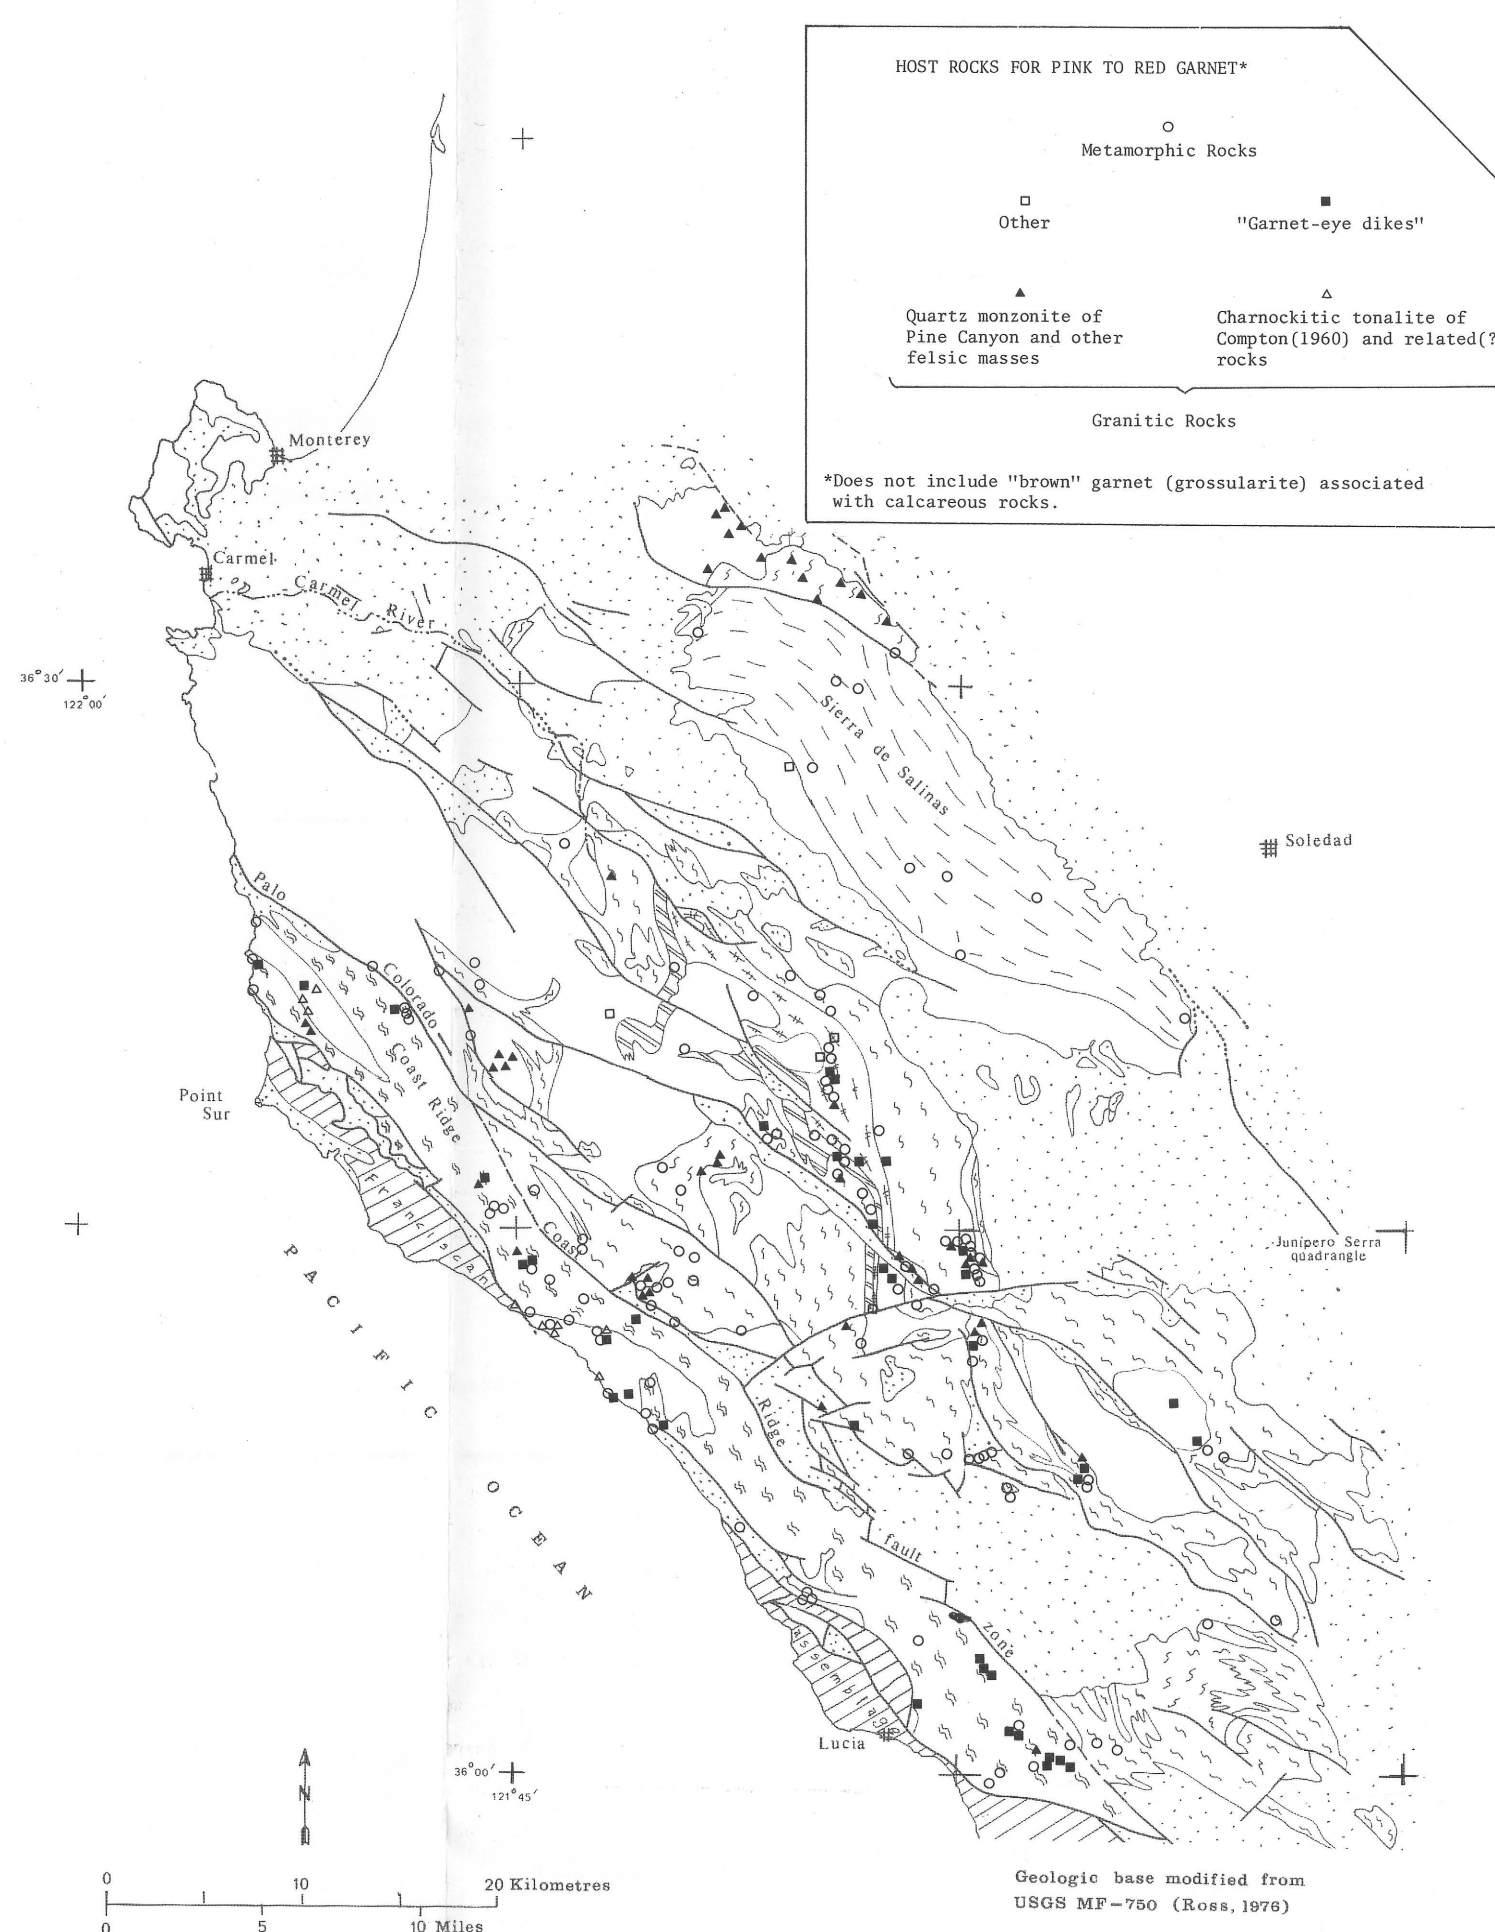 HOST ROCKS FOR PINK TO RED GARNET*
Metamorphic Rocks
Other
"Garnet-eye dikes"
Quartz monzonite of
Pine Canyon and other
felsic masses
Charnockitic tonalite of
Compton(1960) and related(?
rocks
Granitic Rocks
*Does not include "brown" garnet (grossularite) associated
with calcareous rocks.
Monterey
Carmel
Carmel River
36°30′
122°00′
Sierra de Salinas
Soledad
Palo
Colorado
Coast Ridge
Point
Sur
Franciscan
Coast
Junipero Serra
quadrangle
PACIFIC OCEAN
Ridge
fault
zone
assemblage
Lucia
N
36°00′
121°45′
0 10 20 Kilometres
0 5 10 Miles
Geologic base modified from
USGS MF-750 (Ross, 1976)